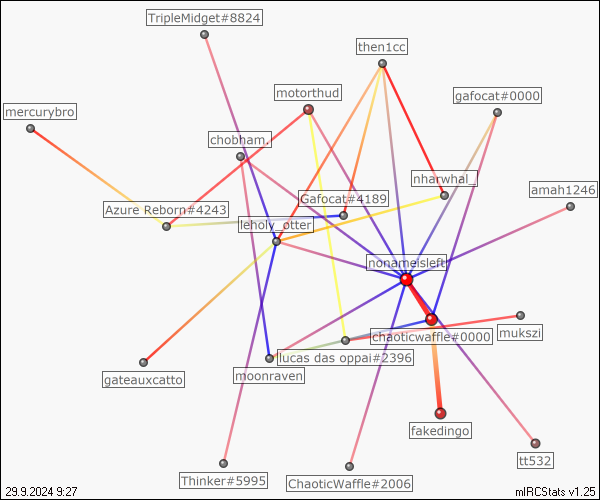 TripleMidget#8824
then1cc
motorthud
gafocat#0000
mercurybro
chobham.
nharwhal_
amah1246
Gafocat#4189
Azure Reborn#4243
leholy_otter
nonameisleft
mukszi
chaoticwaffle#0000
lucas das oppai#2396
moonraven
gateauxcatto
fakedingo
tt532
Thinker#5995
ChaoticWaffle#2006
29.9.2024 9:27
mIRCStats v1.25